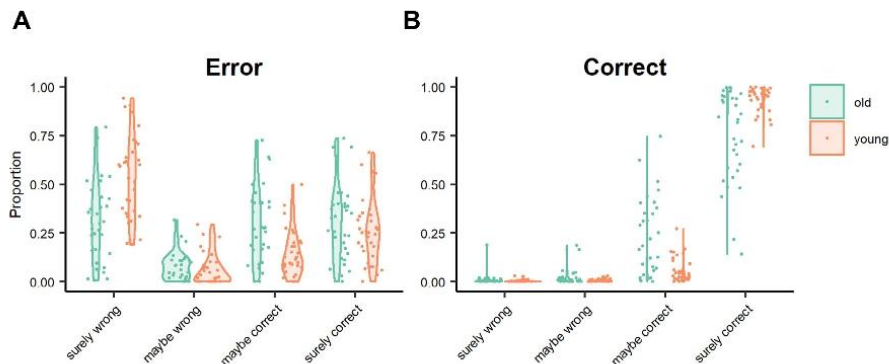 A
B
Error
Correct
Proportion
1.00
0.75
0.50
0.25
0.00
surely wrong
maybe wrong
maybe correct
surely correct
1.00
0.75
0.50
0.25
0.00
surely wrong
maybe wrong
maybe correct
surely correct
old
young